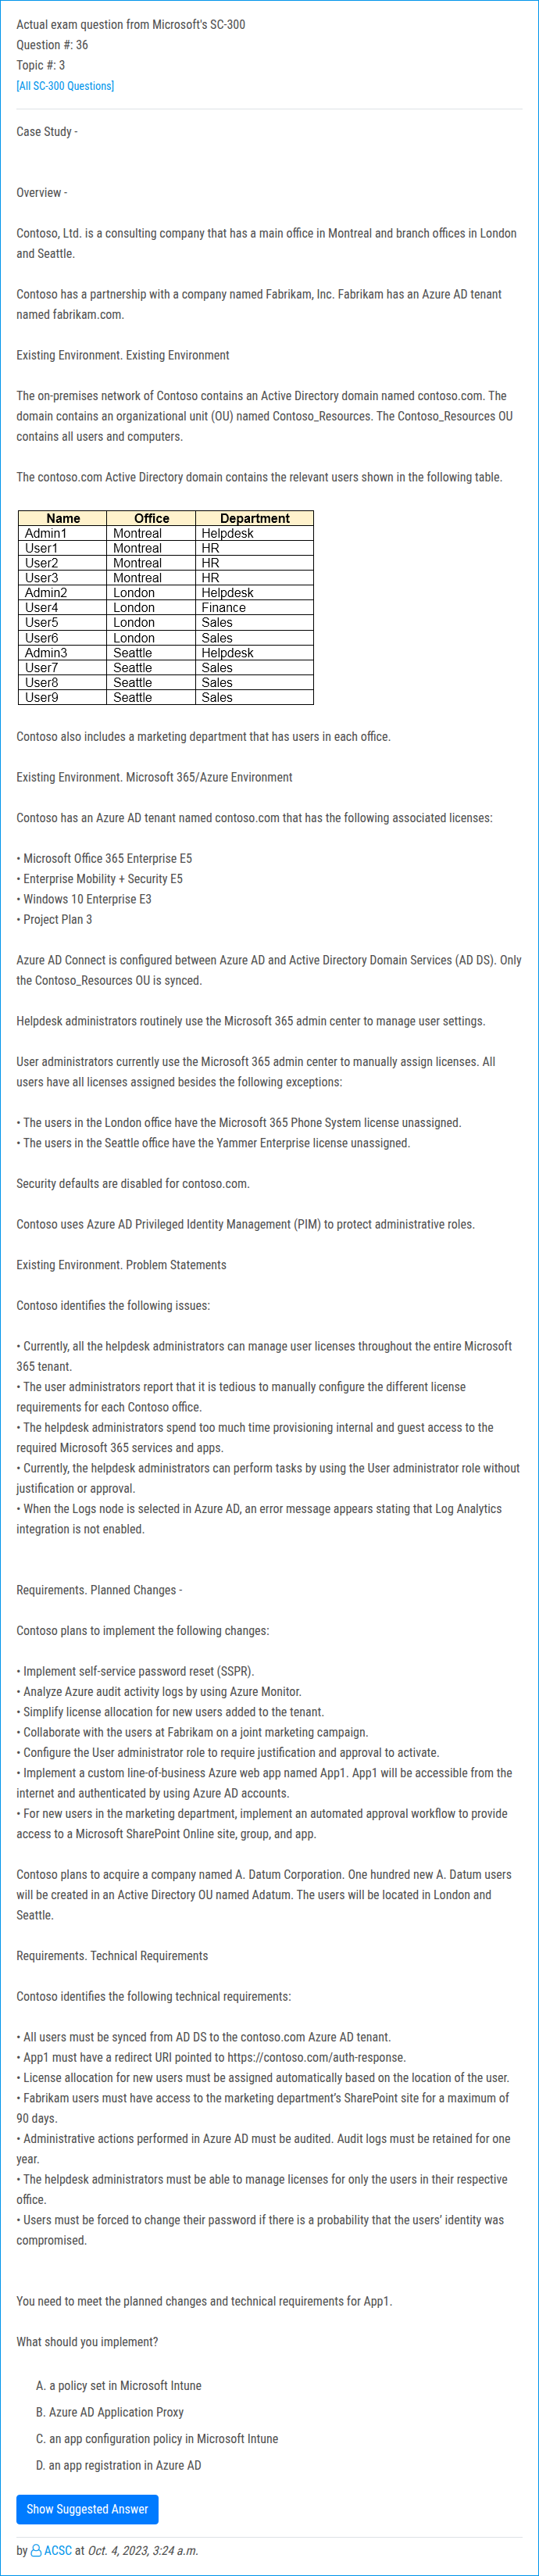 Actual exam question from Microsoft's SC-300
Question #: 36
Topic #: 3
[All SC-300 Questions]
Case Study -
Overview -
Contoso, Ltd. is a consulting company that has a main office in Montreal and branch offices in London
and Seattle.
Contoso has a partnership with a company named Fabrikam, Inc. Fabrikam has an Azure AD tenant
named fabrikam.com.
Existing Environment. Existing Environment
The on-premises network of Contoso contains an Active Directory domain named contoso.com. The
domain contains an organizational unit (OU) named Contoso_Resources. The Contoso_Resources OU
contains all users and computers.
The contoso.com Active Directory domain contains the relevant users shown in the following table.
Name Office Department
Admin1 Montreal Helpdesk
User1 Montreal HR
User2 Montreal HR
User3 Montreal HR
Admin2 London Helpdesk
User4 London Finance
User5 London Sales
User6 London Sales
Admin3 Seattle Helpdesk
User7 Seattle Sales
User8 Seattle Sales
User9 Seattle Sales
Contoso also includes a marketing department that has users in each office.
Existing Environment. Microsoft 365/Azure Environment
Contoso has an Azure AD tenant named contoso.com that has the following associated licenses:
• Microsoft Office 365 Enterprise E5
• Enterprise Mobility + Security E5
• Windows 10 Enterprise E3
• Project Plan 3
Azure AD Connect is configured between Azure AD and Active Directory Domain Services (AD DS). Only
the Contoso_Resources OU is synced.
Helpdesk administrators routinely use the Microsoft 365 admin center to manage user settings.
User administrators currently use the Microsoft 365 admin center to manually assign licenses. All
users have all licenses assigned besides the following exceptions:
• The users in the London office have the Microsoft 365 Phone System license unassigned.
• The users in the Seattle office have the Yammer Enterprise license unassigned.
Security defaults are disabled for contoso.com.
Contoso uses Azure AD Privileged Identity Management (PIM) to protect administrative roles.
Existing Environment. Problem Statements
Contoso identifies the following issues:
• Currently, all the helpdesk administrators can manage user licenses throughout the entire Microsoft
365 tenant.
• The user administrators report that it is tedious to manually configure the different license
requirements for each Contoso office.
• The helpdesk administrators spend too much time provisioning internal and guest access to the
required Microsoft 365 services and apps.
• Currently, the helpdesk administrators can perform tasks by using the User administrator role without
justification or approval.
• When the Logs node is selected in Azure AD, an error message appears stating that Log Analytics
integration is not enabled.
Requirements. Planned Changes -
Contoso plans to implement the following changes:
• Implement self-service password reset (SSPR).
• Analyze Azure audit activity logs by using Azure Monitor.
• Simplify license allocation for new users added to the tenant.
• Collaborate with the users at Fabrikam on a joint marketing campaign.
• Configure the User administrator role to require justification and approval to activate.
• Implement a custom line-of-business Azure web app named App1. App1 will be accessible from the
internet and authenticated by using Azure AD accounts.
• For new users in the marketing department, implement an automated approval workflow to provide
access to a Microsoft SharePoint Online site, group, and app.
Contoso plans to acquire a company named A. Datum Corporation. One hundred new A. Datum users
will be created in an Active Directory OU named Adatum. The users will be located in London and
Seattle.
Requirements. Technical Requirements
Contoso identifies the following technical requirements:
• All users must be synced from AD DS to the contoso.com Azure AD tenant.
• App1 must have a redirect URI pointed to https://contoso.com/auth-response.
• License allocation for new users must be assigned automatically based on the location of the user.
• Fabrikam users must have access to the marketing department's SharePoint site for a maximum of
90 days.
• Administrative actions performed in Azure AD must be audited. Audit logs must be retained for one
year.
• The helpdesk administrators must be able to manage licenses for only the users in their respective
office.
• Users must be forced to change their password if there is a probability that the users' identity was
compromised.
You need to meet the planned changes and technical requirements for App1.
What should you implement?
A. a policy set in Microsoft Intune
B. Azure AD Application Proxy
C. an app configuration policy in Microsoft Intune
D. an app registration in Azure AD
Show Suggested Answer
by ACSC at Oct. 4, 2023, 3:24 a.m.